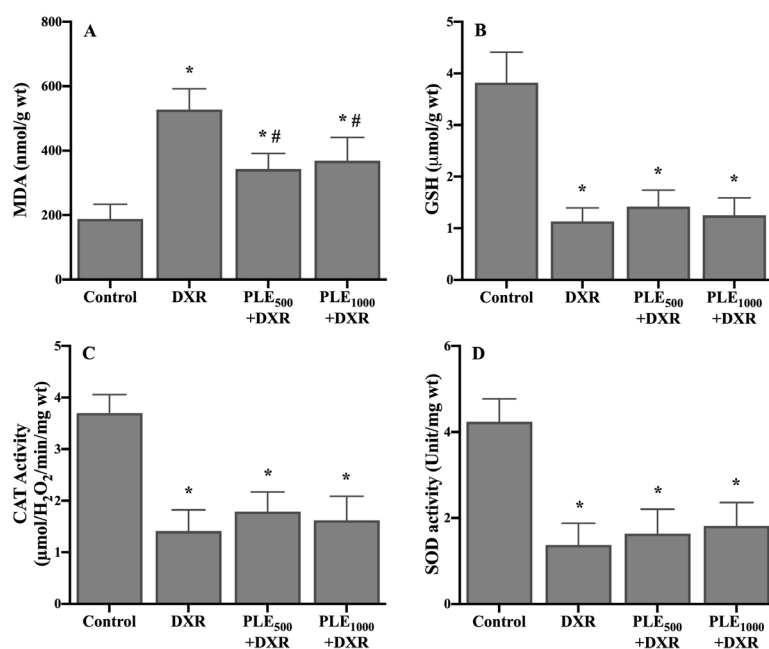 A
MDA (nmol/g wt)
800
600
400
200
0
*
* #
* #
Control DXR PLE500 +DXR PLE1000 +DXR
B
GSH (μmol/g wt)
5
4
3
2
1
0
*
*
*
Control DXR PLE500 +DXR PLE1000 +DXR
C
CAT Activity
(μmol/H2O2/min/mg wt)
5
4
3
2
1
0
*
*
*
Control DXR PLE500 +DXR PLE1000 +DXR
D
SOD activity (Unit/mg wt)
6
4
2
0
*
*
*
Control DXR PLE500 +DXR PLE1000 +DXR